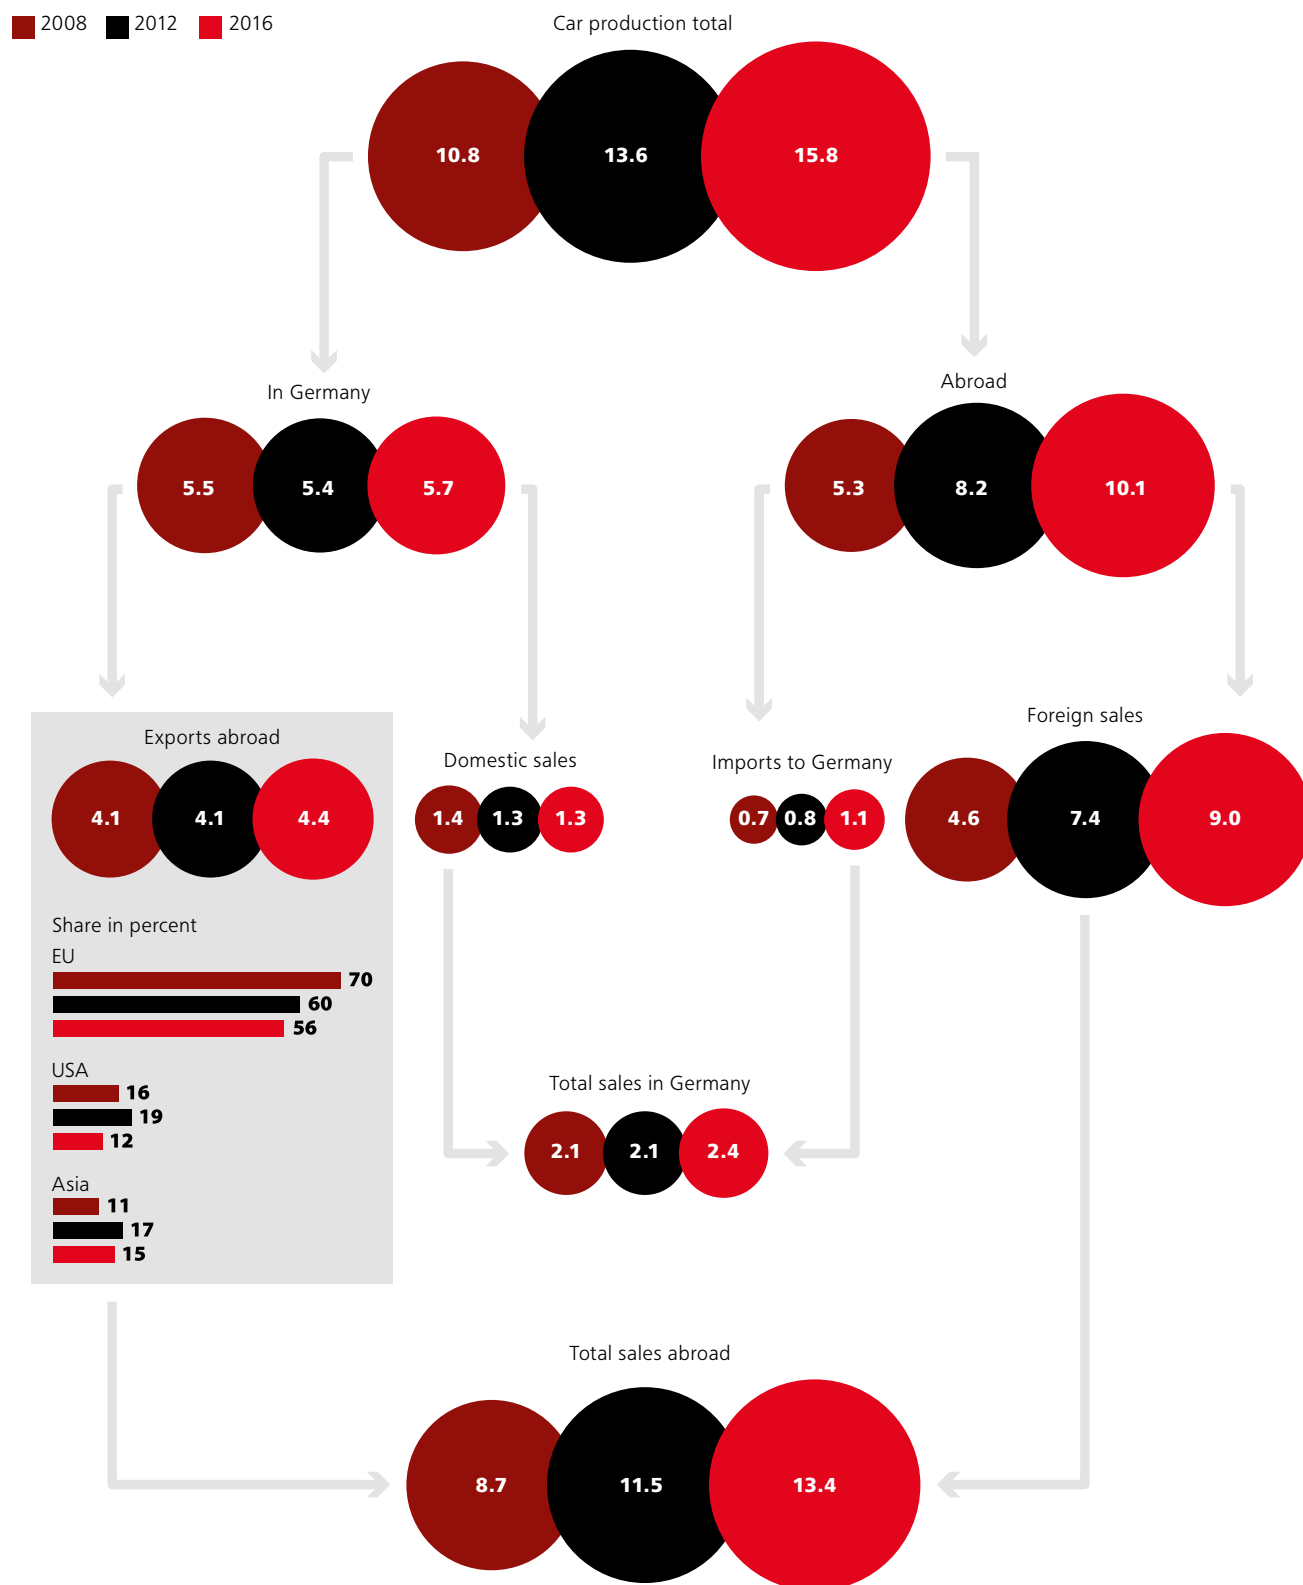 2008 2012 2016
Car production total
10.8 13.6 15.8
In Germany
5.5 5.4 5.7
Abroad
5.3 8.2 10.1
Exports abroad
4.1 4.1 4.4
Share in percent
EU
70
60
56
USA
16
19
12
Asia
11
17
15
Domestic sales
1.4 1.3 1.3
Imports to Germany
0.7 0.8 1.1
Foreign sales
4.6 7.4 9.0
Total sales in Germany
2.1 2.1 2.4
Total sales abroad
8.7 11.5 13.4